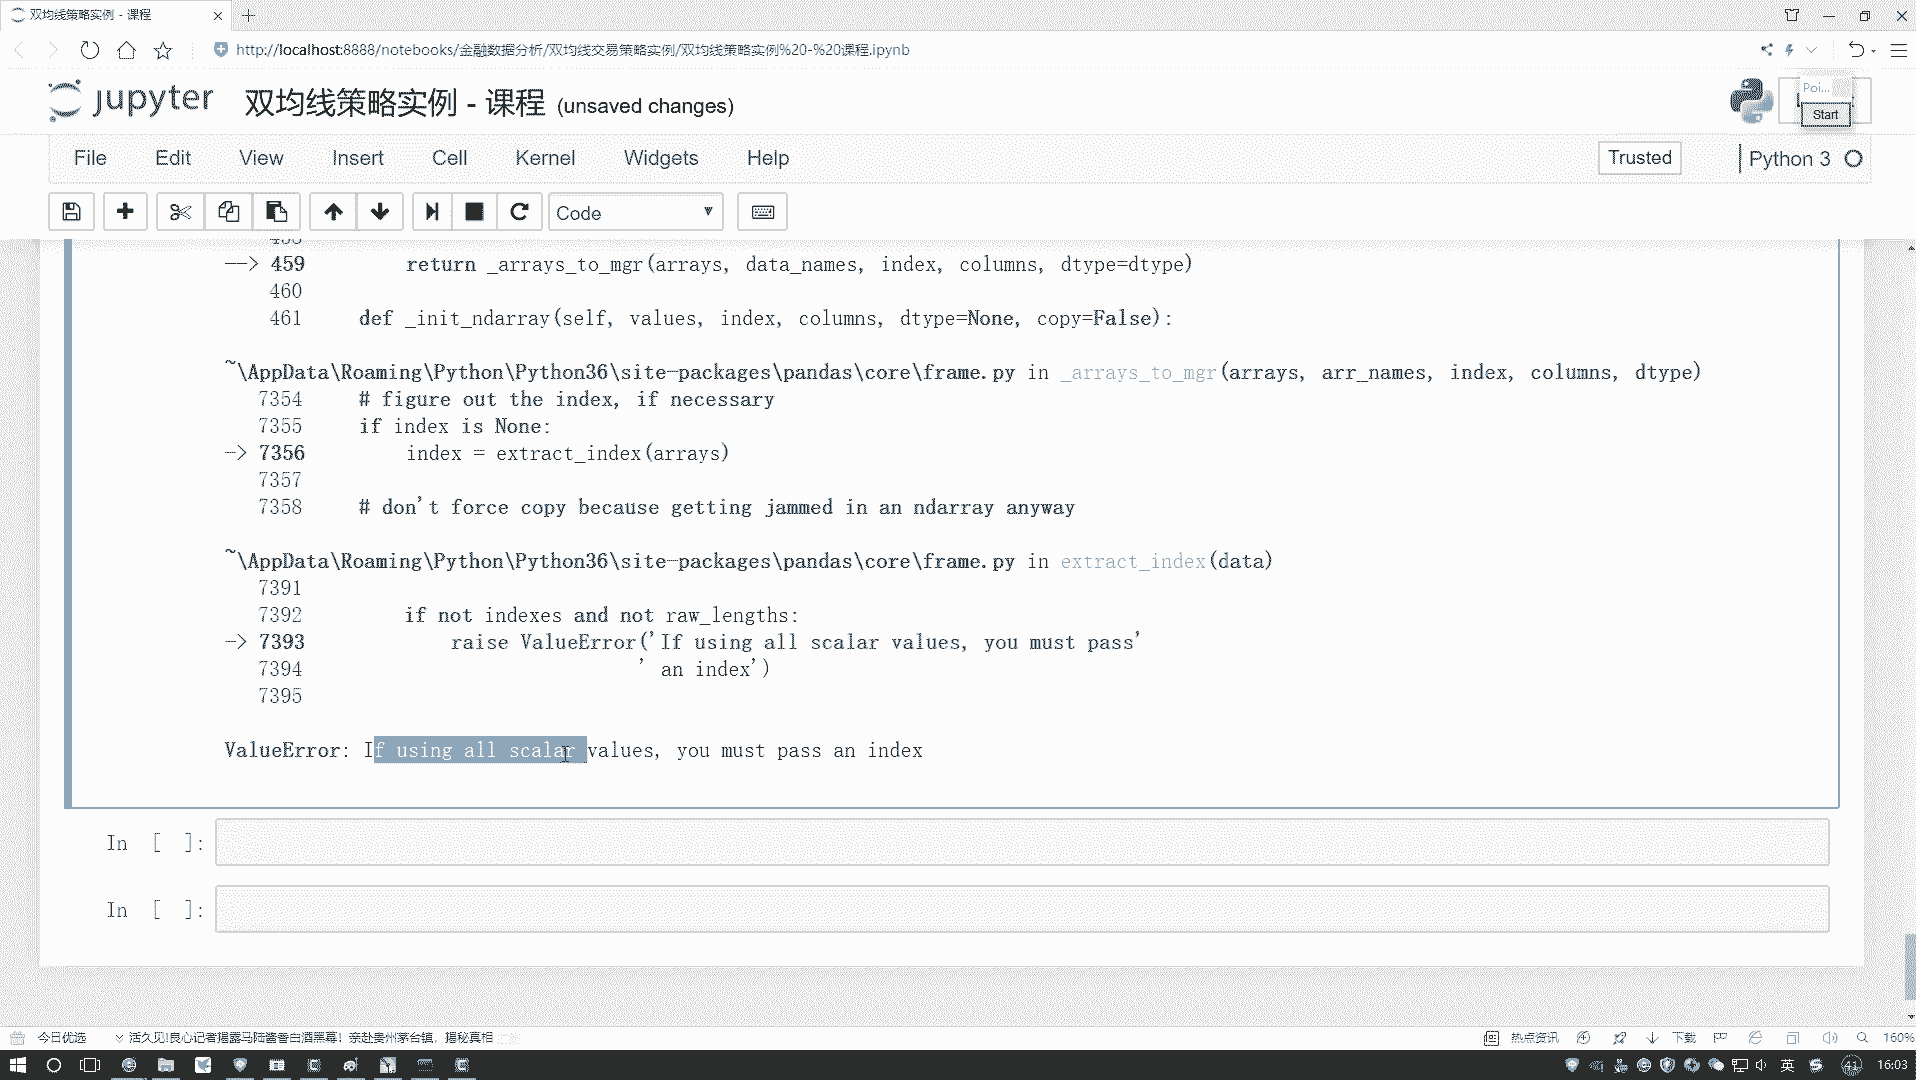 双均线策略实例 - 课程
http://localhost:8888/notebooks/金融数据分析/双均线交易策略实例/双均线策略实例%20-%20课程.ipynb
jupyter 双均线策略实例 - 课程 (unsaved changes)
Poi...
Start
File Edit View Insert Cell Kernel Widgets Help
Trusted
Python 3
Code
--> 459 return _arrays_to_mgr(arrays, data_names, index, columns, dtype=dtype)
460
461 def _init_ndarray(self, values, index, columns, dtype=None, copy=False):
~\AppData\Roaming\Python\Python36\site-packages\pandas\core\frame.py in _arrays_to_mgr(arrays, arr_names, index, columns, dtype)
7354 # figure out the index, if necessary
7355 if index is None:
-> 7356 index = extract_index(arrays)
7357
7358 # don't force copy because getting jammed in an ndarray anyway
~\AppData\Roaming\Python\Python36\site-packages\pandas\core\frame.py in extract_index(data)
7391
7392 if not indexes and not raw_lengths:
-> 7393 raise ValueError('If using all scalar values, you must pass'
7394 ' an index')
7395
ValueError: If using all scalar values, you must pass an index
In [ ]:
In [ ]:
今日优选 活久见!良心记者揭露马陆酱香白酒黑幕! 亲赴贵州茅台镇, 揭秘真相
热点资讯 下载 160%
英 41 16:03